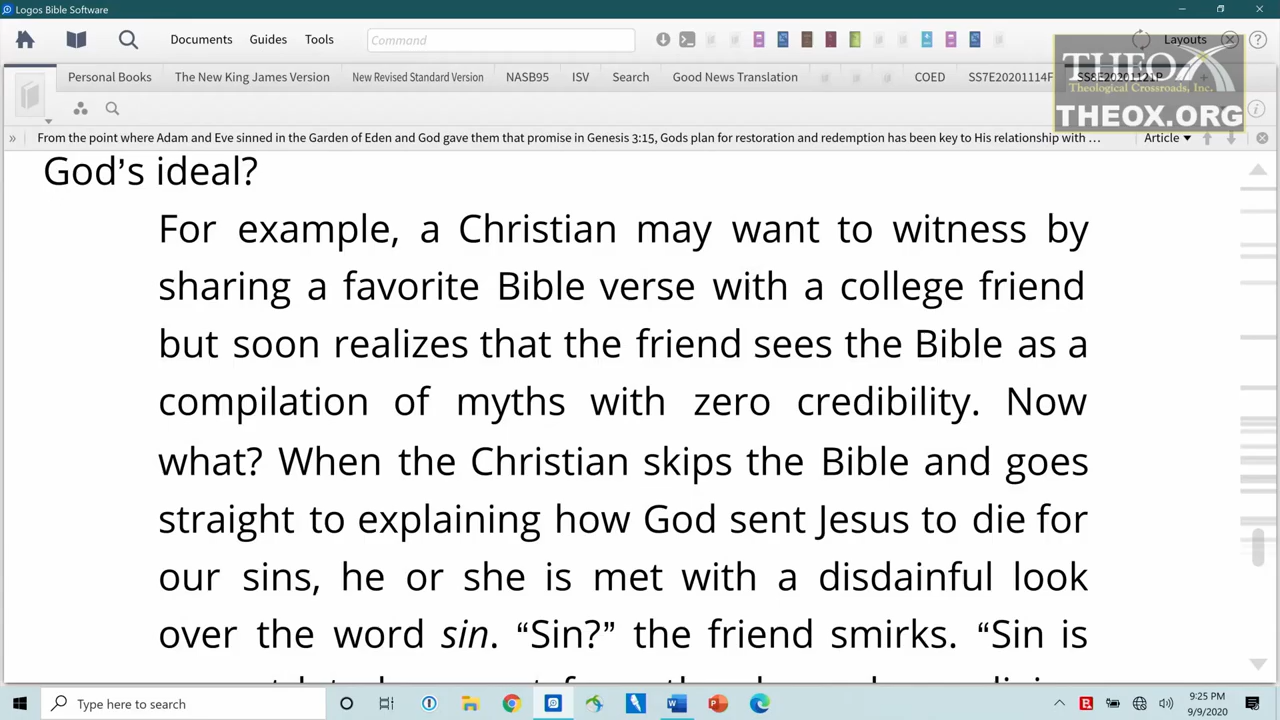 Logos Bible Software
Documents Guides Tools Command Layouts
Personal Books The New King James Version New Revised Standard Version NASB95 ISV Search Good News Translation COED SS7E20201114F SS8E20201121P
THEOX
Theological Crossroads, Inc.
THEOX.ORG
From the point where Adam and Eve sinned in the Garden of Eden and God gave them that promise in Genesis 3:15, Gods plan for restoration and redemption has been key to His relationship with ... Article
God's ideal?
For example, a Christian may want to witness by
sharing a favorite Bible verse with a college friend
but soon realizes that the friend sees the Bible as a
compilation of myths with zero credibility. Now
what? When the Christian skips the Bible and goes
straight to explaining how God sent Jesus to die for
our sins, he or she is met with a disdainful look
over the word sin. “Sin?” the friend smirks. “Sin is
Type here to search
9:25 PM
9/9/2020